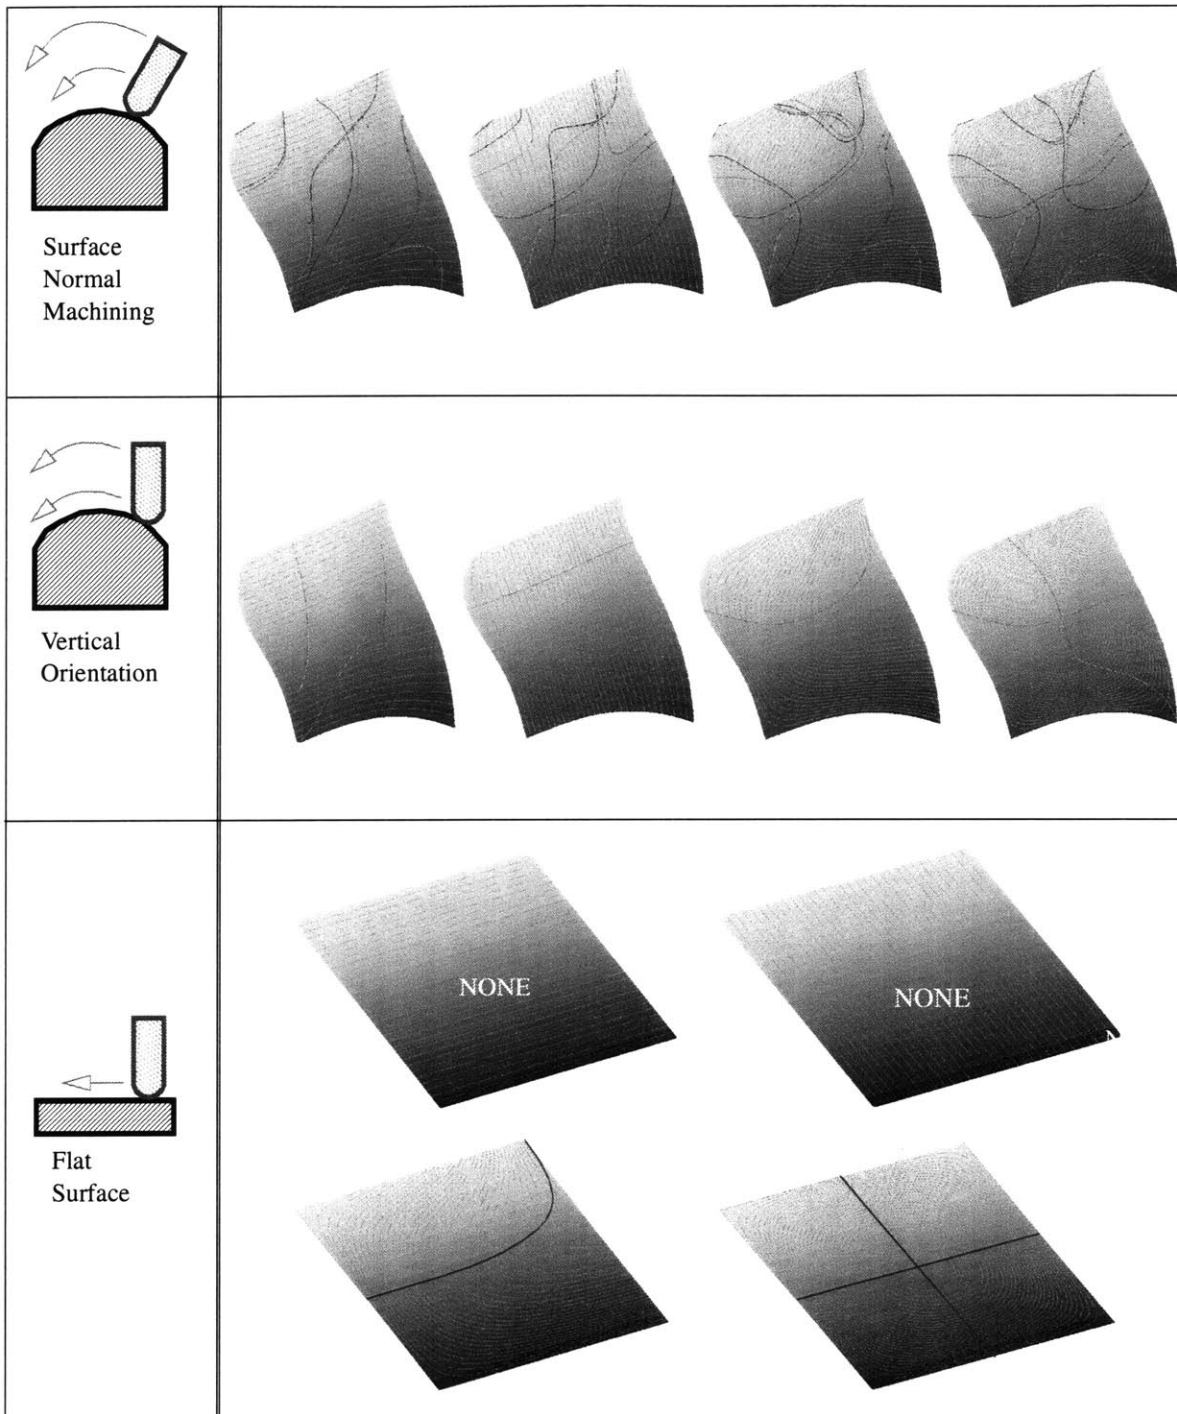 Surface
Normal
Machining
Vertical
Orientation
NONE
NONE
Flat
Surface